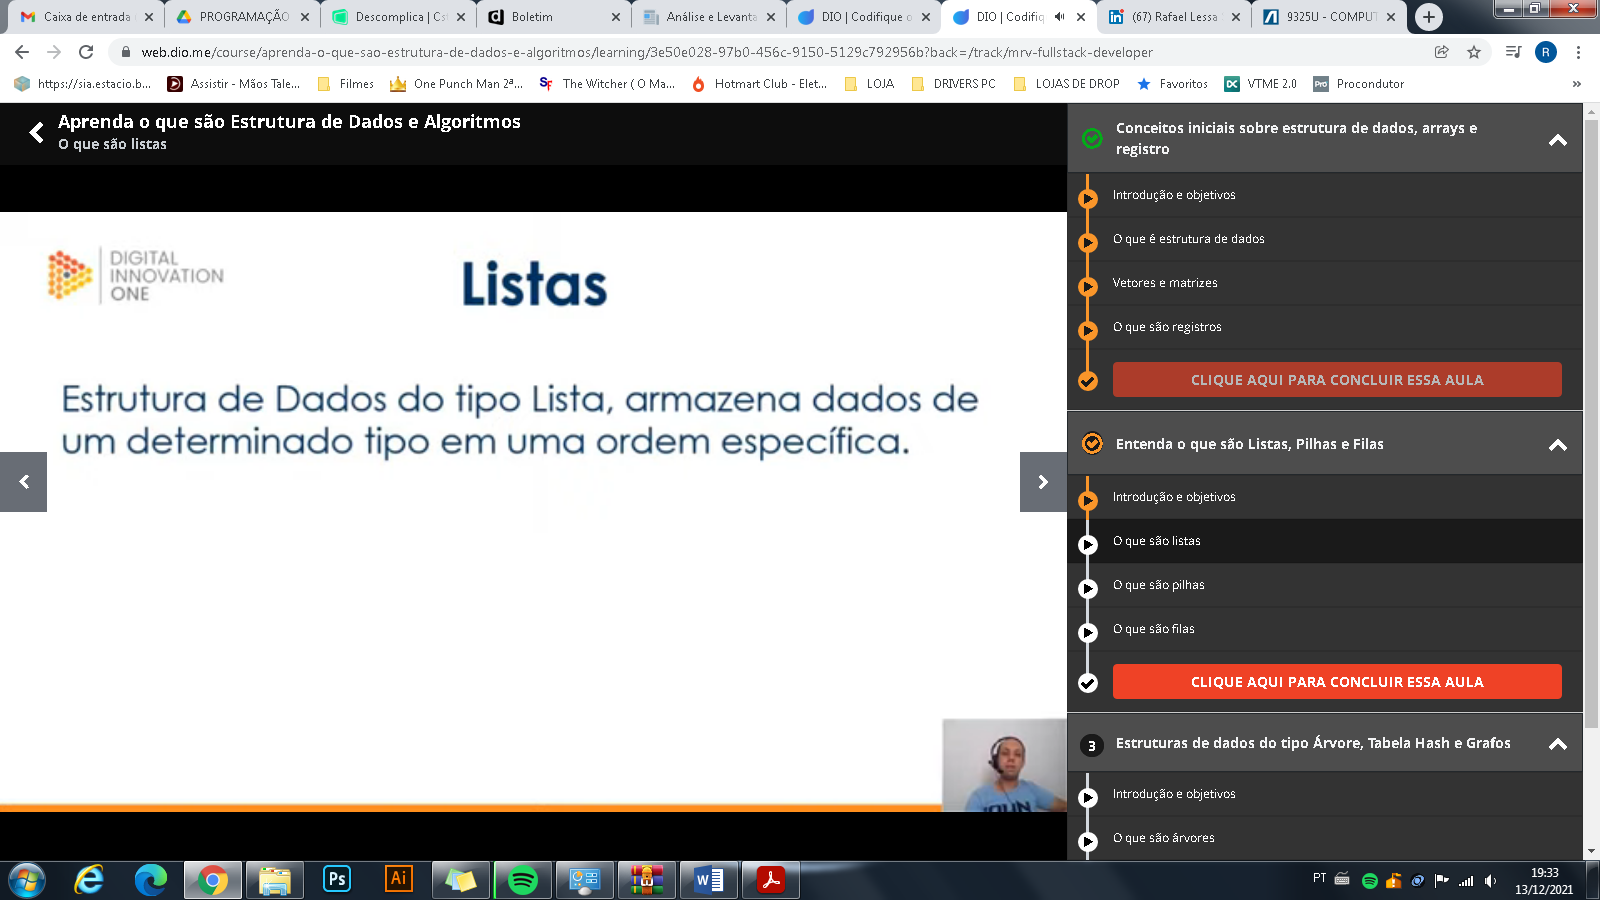 Caixa de entrada
PROGRAMAÇÃO
Descomplica | Cst
Boletim
Análise e Levanta
DIO | Codifique o
DIO | Codifiq
(67) Rafael Lessa
9325U - COMPUT
web.dio.me/course/aprenda-o-que-sao-estrutura-de-dados-e-algoritmos/learning/3e50e028-97b0-456c-9150-5129c792956b?back=/track/mrv-fullstack-developer
R
https://sia.estacio.b...
Assistir - Mãos Tale...
Filmes
One Punch Man 2ª...
SF
The Witcher ( O Ma...
Hotmart Club - Elet...
LOJA
DRIVERS PC
LOJAS DE DROP
Favoritos
VTME 2.0
Pro
Procondutor
»
Aprenda o que são Estrutura de Dados e Algoritmos
O que são listas
DIGITAL
INNOVATION
ONE
Listas
Estrutura de Dados do tipo Lista, armazena dados de
um determinado tipo em uma ordem específica.
Conceitos iniciais sobre estrutura de dados, arrays e
registro
Introdução e objetivos
O que é estrutura de dados
Vetores e matrizes
O que são registros
CLIQUE AQUI PARA CONCLUIR ESSA AULA
Entenda o que são Listas, Pilhas e Filas
Introdução e objetivos
O que são listas
O que são pilhas
O que são filas
CLIQUE AQUI PARA CONCLUIR ESSA AULA
3
Estruturas de dados do tipo Árvore, Tabela Hash e Grafos
Introdução e objetivos
O que são árvores
Ps
Ai
PT
19:33
13/12/2021